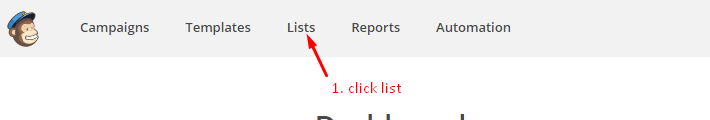 Campaigns Templates Lists Reports Automation
1. click list